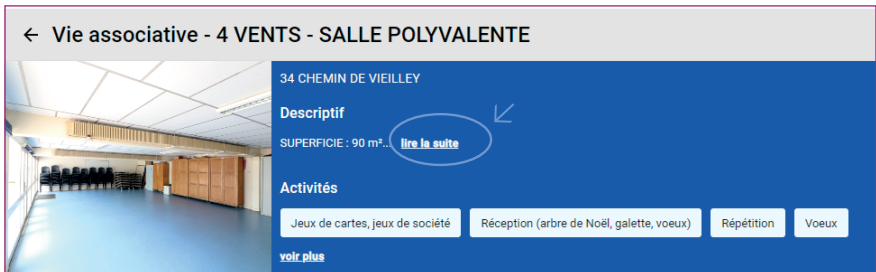 ← Vie associative - 4 VENTS - SALLE POLYVALENTE
34 CHEMIN DE VIEILLEY
Descriptif
SUPERFICIE : 90 m²... lire la suite
Activités
Jeux de cartes, jeux de société Réception (arbre de Noël, galette, voeux) Répétition Voeux
voir plus